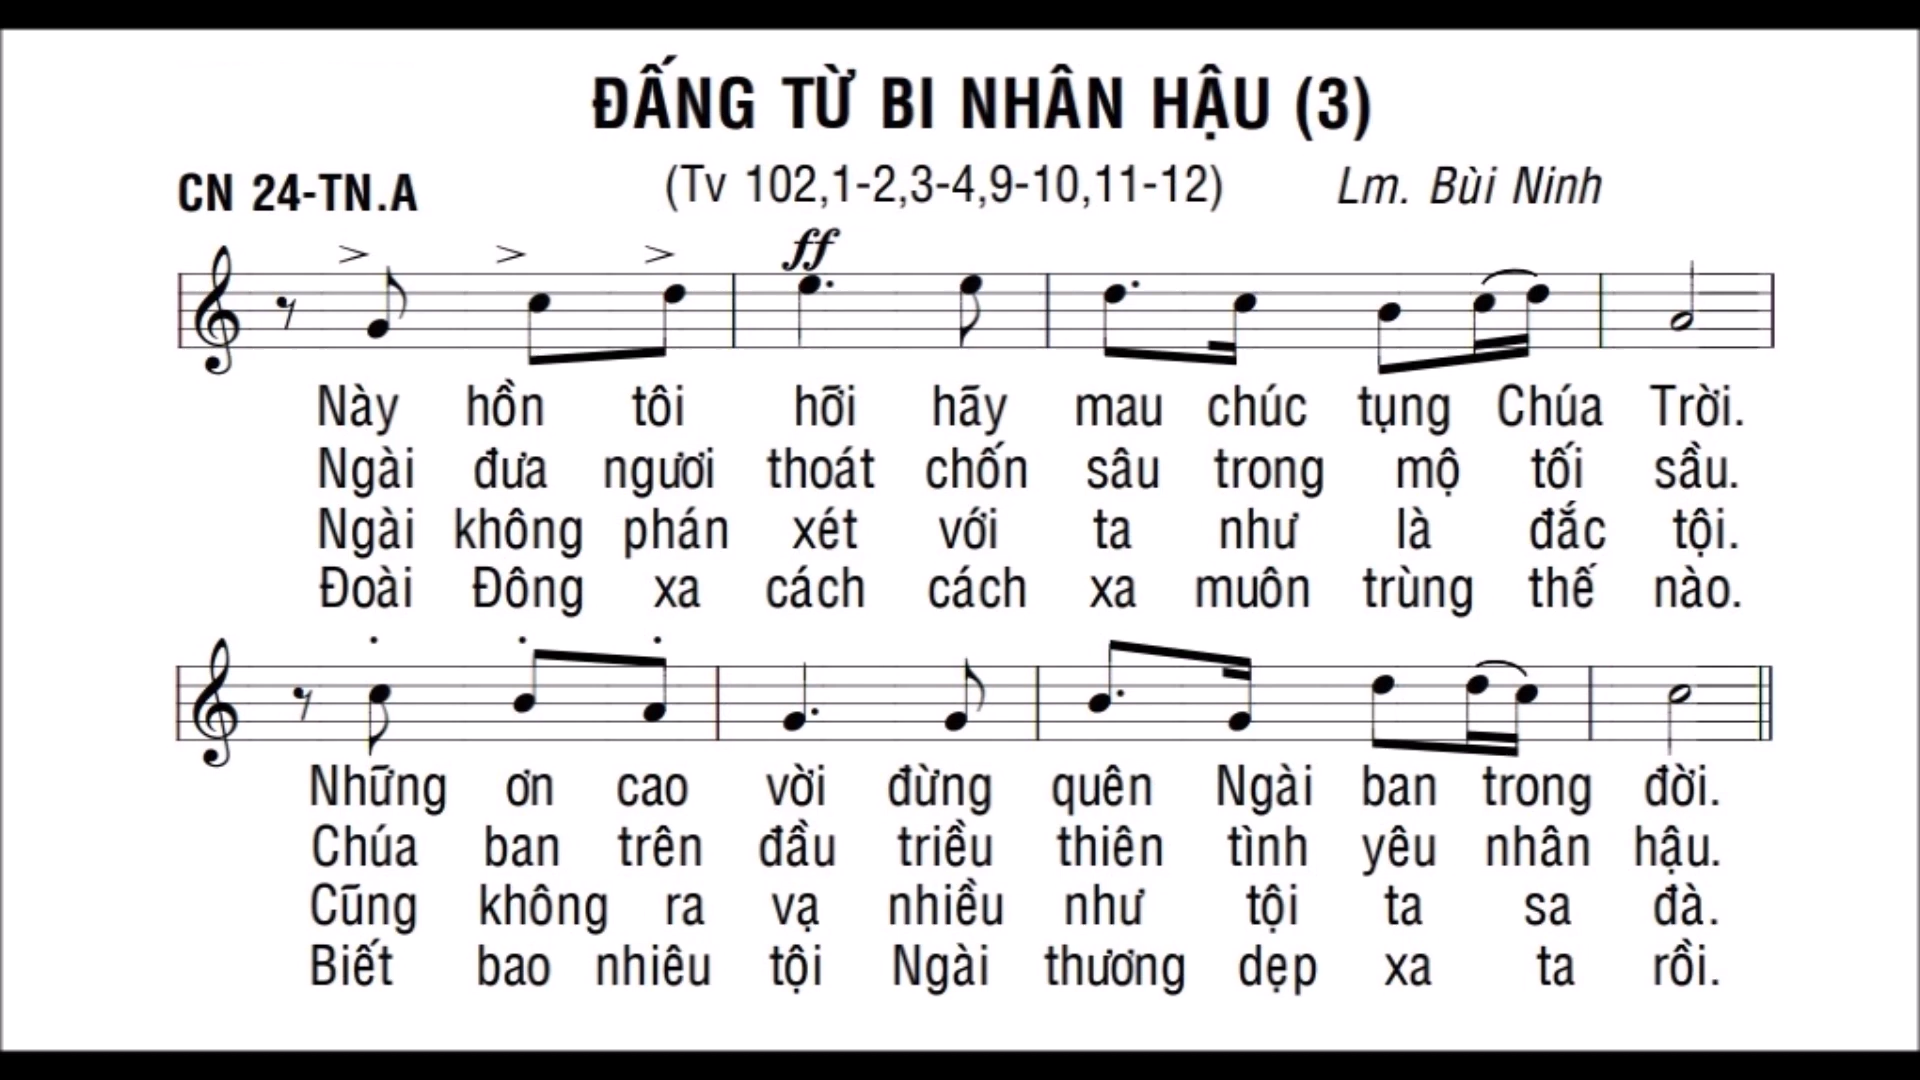 ĐẤNG TỪ BI NHÂN HẬU (3)
CN 24-TN.A (Tv 102,1-2,3-4,9-10,11-12) Lm. Bùi Ninh
ff
Này hồn tôi hỡi hãy mau chúc tụng Chúa Trời.
Ngài đưa ngươi thoát chốn sâu trong mộ tối sầu.
Ngài không phán xét với ta như là đắc tội.
Đoài Đông xa cách cách xa muôn trùng thế nào.
Những ơn cao vời đừng quên Ngài ban trong đời.
Chúa ban trên đầu triều thiên tình yêu nhân hậu.
Cũng không ra vạ nhiều như tội ta sa đà.
Biết bao nhiêu tội Ngài thương dẹp xa ta rồi.